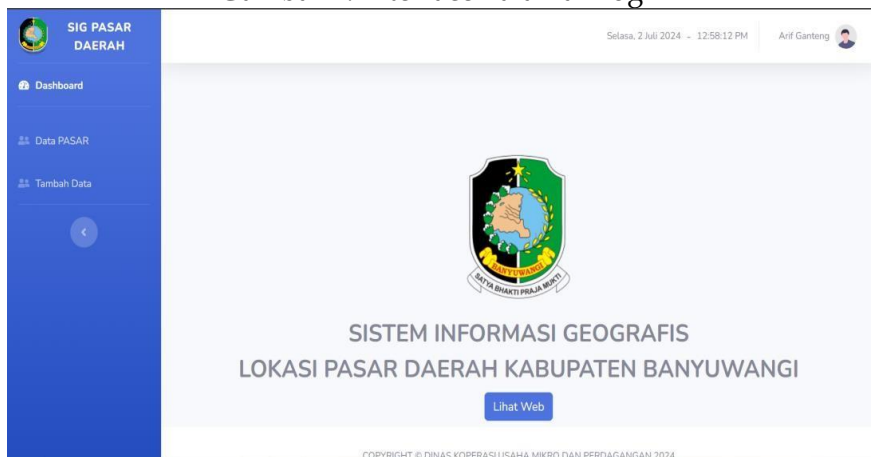 SIG PASAR
DAERAH
Selasa, 2 Juli 2024 - 12:58:12 PM
Arif Ganteng
Dashboard
Data PASAR
Tambah Data
BANYUWANGI
SATYA BHAKTI PRAJA MUKTI
SISTEM INFORMASI GEOGRAFIS
LOKASI PASAR DAERAH KABUPATEN BANYUWANGI
Lihat Web
COPYRIGHT © DINAS KOPERASI USAHA MIKRO DAN PERDAGANGAN 2024